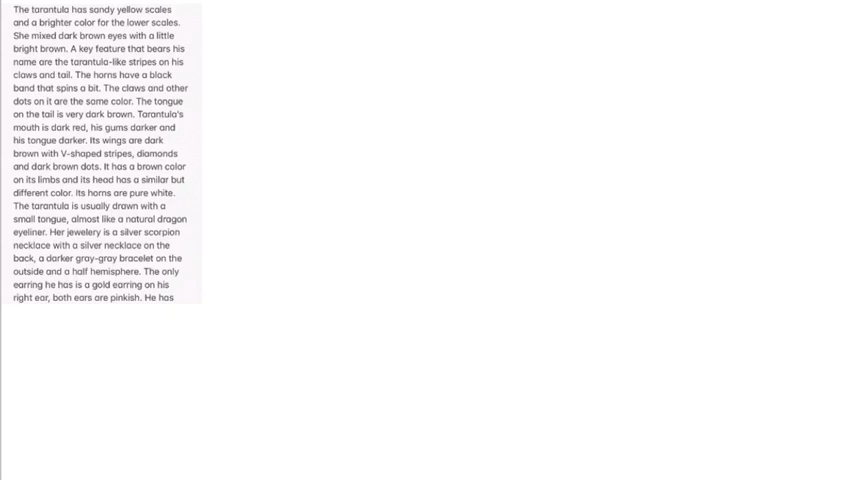 The tarantula has sandy yellow scales
and a brighter color for the lower scales.
She mixed dark brown eyes with a little
bright brown. A key feature that bears his
name are the tarantula-like stripes on his
claws and tail. The horns have a black
band that spins a bit. The claws and other
dots on it are the same color. The tongue
on the tail is very dark brown. Tarantula's
mouth is dark red, his gums darker and
his tongue darker. Its wings are dark
brown with V-shaped stripes, diamonds
and dark brown dots. It has a brown color
on its limbs and its head has a similar but
different color. Its horns are pure white.
The tarantula is usually drawn with a
small tongue, almost like a natural dragon
eyeliner. Her jewelery is a silver scorpion
necklace with a silver necklace on the
back, a darker gray-gray bracelet on the
outside and a half hemisphere. The only
earring he has is a gold earring on his
right ear, both ears are pinkish. He has